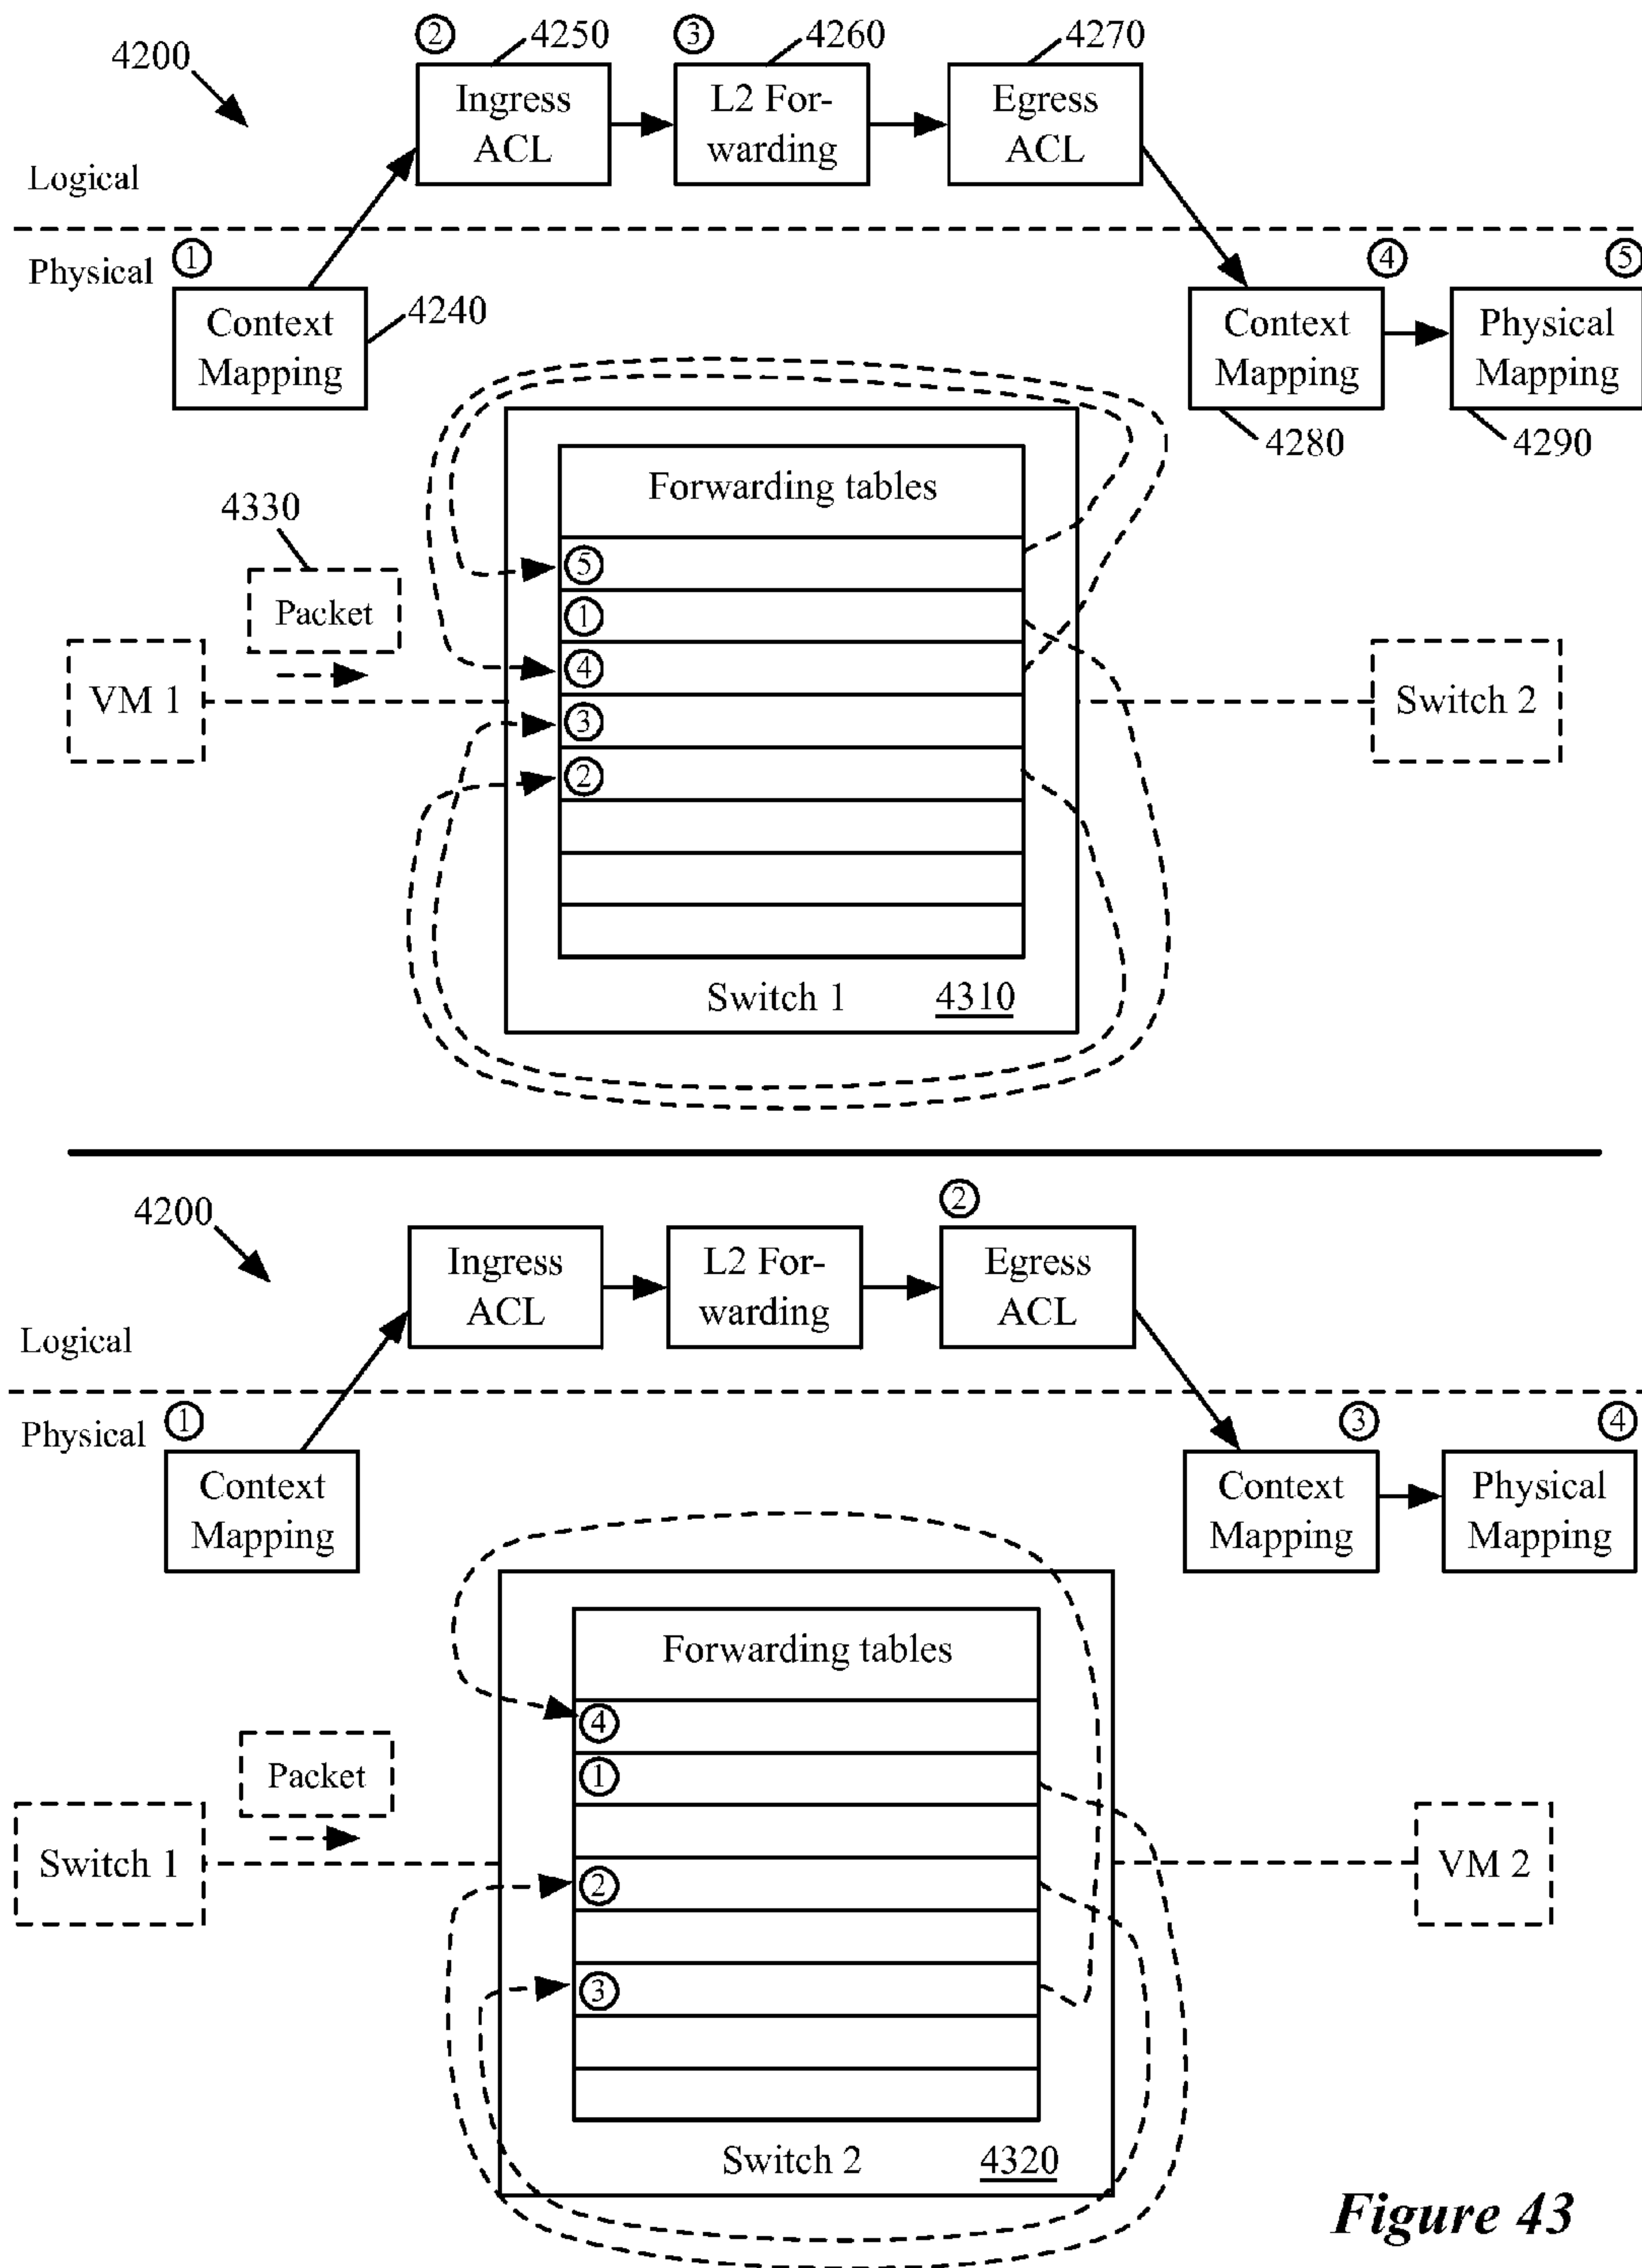 ② 4250 ③ 4260 4270
4200
Ingress
ACL
L2 For-
warding
Egress
ACL
Logical
Physical
① ④ ⑤
Context
Mapping
4240
Context
Mapping
Physical
Mapping
4280 4290
Forwarding tables
4330
Packet
⑤
①
④
③
②
VM 1
Switch 2
Switch 1 4310
4200
②
Ingress
ACL
L2 For-
warding
Egress
ACL
Logical
Physical
① ③ ④
Context
Mapping
Context
Mapping
Physical
Mapping
Forwarding tables
Packet
④
①
②
③
Switch 1
VM 2
Switch 2 4320
Figure 43